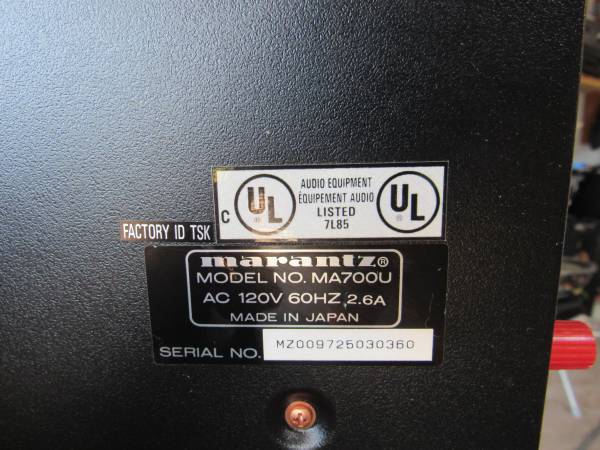 C UL ® AUDIO EQUIPMENT UL ®
ÉQUIPEMENT AUDIO
LISTED
7L85
FACTORY ID TSK
marantz®
MODEL NO. MA700U
AC 120V 60HZ, 2.6A
MADE IN JAPAN
SERIAL NO. MZ009725030360